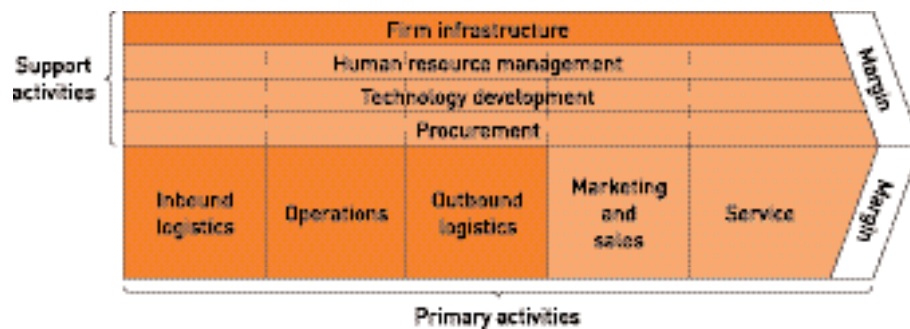 Firm infrastructure
Support
activities
Human resource management
Technology development
Procurement
Margin
Inbound
logistics
Operations
Outbound
logistics
Marketing
and
sales
Service
Margin
Primary activities